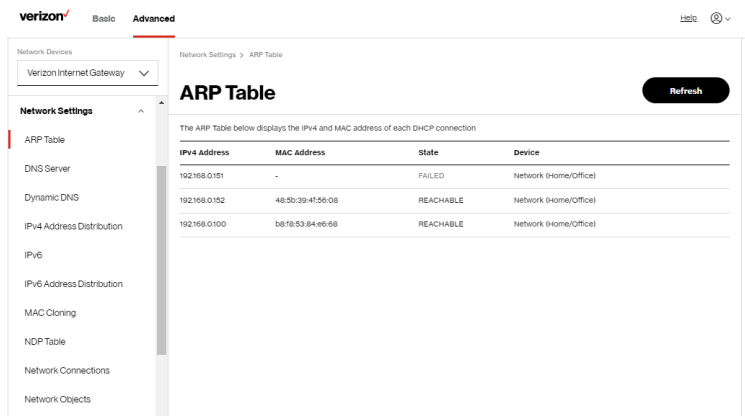 verizon
Basic
Advanced
Help
Network Devices
Verizon Internet Gateway
Network Settings
ARP Table
DNS Server
Dynamic DNS
IPv4 Address Distribution
IPv6
IPv6 Address Distribution
MAC Cloning
NDP Table
Network Connections
Network Objects
Network Settings > ARP Table
ARP Table
Refresh
The ARP Table below displays the IPv4 and MAC address of each DHCP connection
IPv4 Address MAC Address State Device
192.168.0.151 - FAILED Network (Home/Office)
192.168.0.152 48:5b:39:4f:56:08 REACHABLE Network (Home/Office)
192.168.0.100 b8:f8:53:84:e6:68 REACHABLE Network (Home/Office)